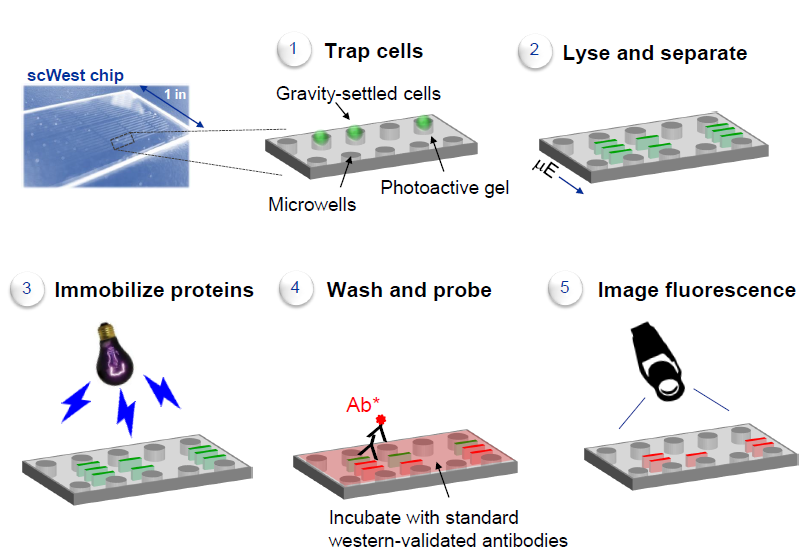 1 Trap cells
2 Lyse and separate
scWest chip
1 in
Gravity-settled cells
Photoactive gel
Microwells
μE
3 Immobilize proteins
4 Wash and probe
5 Image fluorescence
Ab*
Incubate with standard
western-validated antibodies